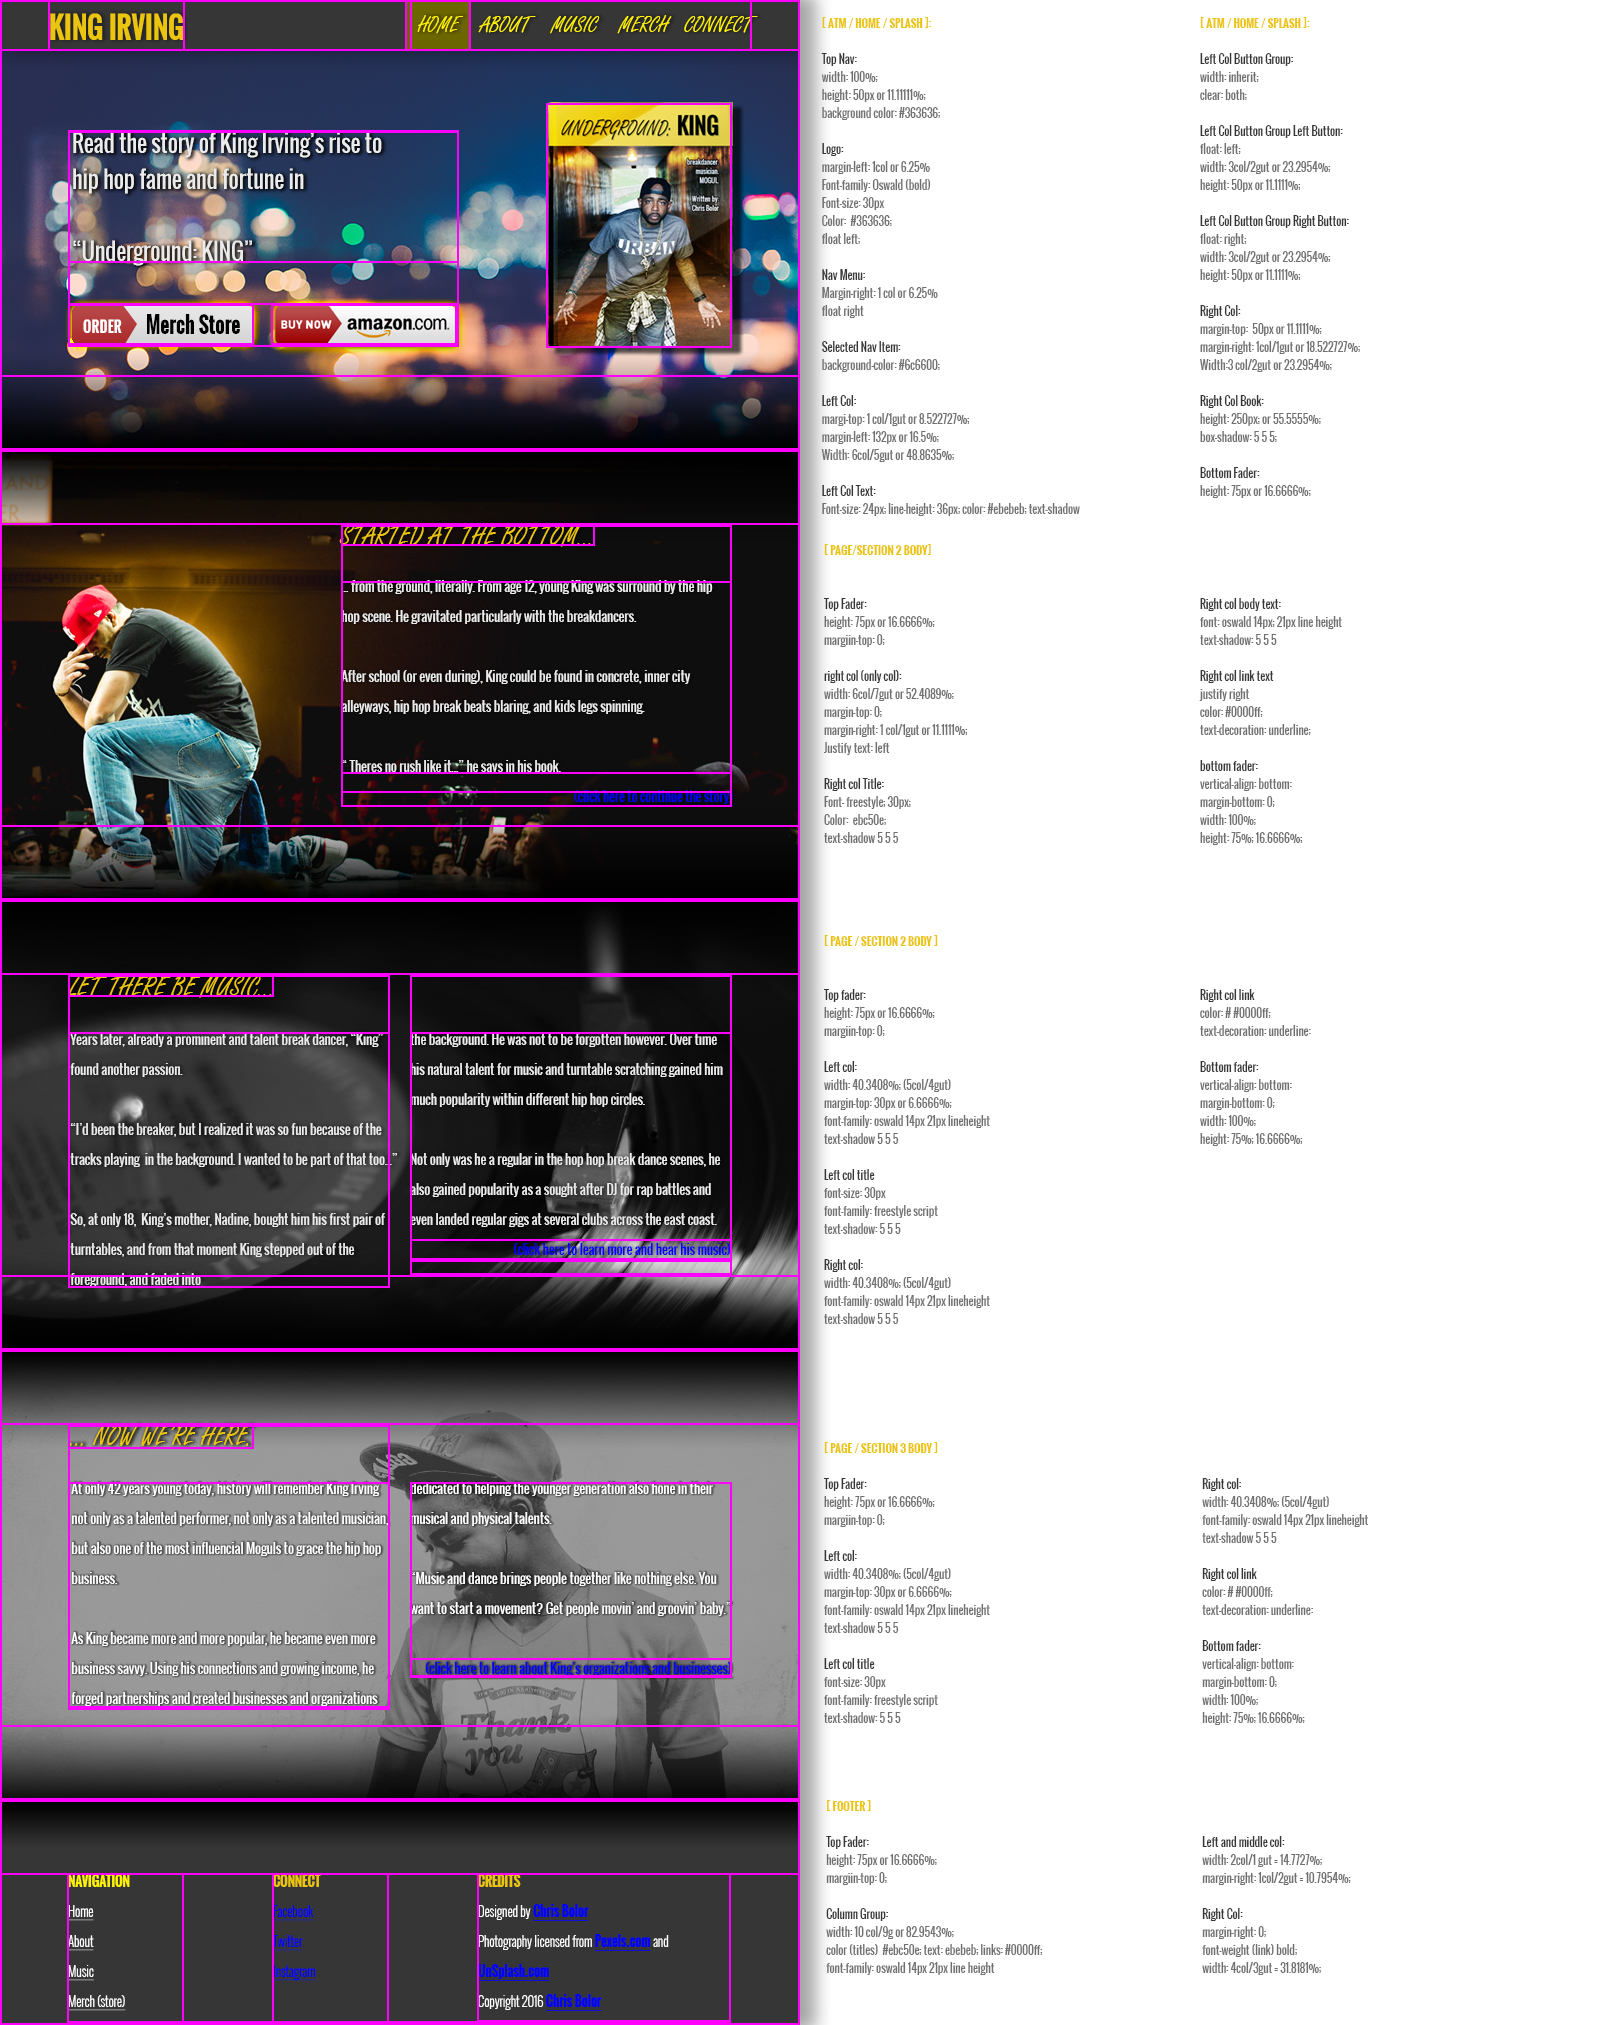 KING IRVING
HOME ABOUT MUSIC MERCH CONNECT
Read the story of King Irving's rise to
hip hop fame and fortune in
“Underground: KING”
ORDER Merch Store
BUY NOW amazon.com.
UNDERGROUND: KING
breakdancer
musician.
MOGUL
Written by:
Chris Bolor
URBAN
STARTED AT THE BOTTOM...
... from the ground, literally. From age 12, young King was surround by the hip
hop scene. He gravitated particularly with the breakdancers.
After school (or even during), King could be found in concrete, inner city
alleyways, hip hop break beats blaring, and kids legs spinning.
“ Theres no rush like it...” he says in his book.
(click here to continue the story)
LET THERE BE MUSIC...
Years later, already a prominent and talent break dancer, “King”
found another passion.
“I'd been the breaker, but I realized it was so fun because of the
tracks playing  in the background. I wanted to be part of that too...”
So, at only 18,  King's mother, Nadine, bought him his first pair of
turntables, and from that moment King stepped out of the
foreground, and faded into
the background. He was not to be forgotten however. Over time
his natural talent for music and turntable scratching gained him
much popularity within different hip hop circles.
Not only was he a regular in the hop hop break dance scenes, he
also gained popularity as a sought after DJ for rap battles and
even landed regular gigs at several clubs across the east coast.
(click here to learn more and hear his music)
... NOW WE'RE HERE.
At only 42 years young today, history will remember King Irving
not only as a talented performer, not only as a talented musician,
but also one of the most influencial Moguls to grace the hip hop
business.
As King became more and more popular, he became even more
business savvy. Using his connections and growing income, he
forged partnerships and created businesses and organizations
dedicated to helping the younger generation also hone in their
musical and physical talents.
“Music and dance brings people together like nothing else. You
want to start a movement? Get people movin' and groovin' baby.”
(click here to learn about King's organizations and businesses)
Thank
you
NAVIGATION
Home
About
Music
Merch (store)
CONNECT
Facebook
Twitter
Instagram
CREDITS
Designed by Chris Bolor
Photography licensed from Pexels.com and
UnSplash.com
Copyright 2016 Chris Bolor
[ ATM / HOME / SPLASH ]:
Top Nav:
width: 100%;
height: 50px or 11.11111%;
background color: #363636;
Logo:
margin-left: 1col or 6.25%
Font-family: Oswald (bold)
Font-size: 30px
Color:  #363636;
float left;
Nav Menu:
Margin-right: 1 col or 6.25%
float right
Selected Nav Item:
background-color: #6c6600;
Left Col:
margi-top: 1 col/1gut or 8.522727%;
margin-left: 132px or 16.5%;
Width: 6col/5gut or 48.8635%;
Left Col Text:
Font-size: 24px; line-height: 36px; color: #ebebeb; text-shadow
[ ATM / HOME / SPLASH ]:
Left Col Button Group:
width: inherit;
clear: both;
Left Col Button Group Left Button:
float: left;
width: 3col/2gut or 23.2954%;
height: 50px or 11.1111%;
Left Col Button Group Right Button:
float: right;
width: 3col/2gut or 23.2954%;
height: 50px or 11.1111%;
Right Col:
margin-top:  50px or 11.1111%;
margin-right: 1col/1gut or 18.522727%;
Width:3 col/2gut or 23.2954%;
Right Col Book:
height: 250px; or 55.5555%;
box-shadow: 5 5 5;
Bottom Fader:
height: 75px or 16.6666%;
[ PAGE/SECTION 2 BODY]
Top Fader:
height: 75px or 16.6666%;
margiin-top: 0;
right col (only col):
width: 6col/7gut or 52.4089%;
margin-top: 0;
margin-right: 1 col/1gut or 11.1111%;
Justify text: left
Right col Title:
Font- freestyle; 30px;
Color:  ebc50e;
text-shadow 5 5 5
Right col body text:
font: oswald 14px; 21px line height
text-shadow: 5 5 5
Right col link text
justify right
color: #0000ff;
text-decoration: underline;
bottom fader:
vertical-align: bottom:
margin-bottom: 0;
width: 100%;
height: 75%; 16.6666%;
[ PAGE / SECTION 2 BODY ]
Top fader:
height: 75px or 16.6666%;
margiin-top: 0;
Left col:
width: 40.3408%; (5col/4gut)
margin-top: 30px or 6.6666%;
font-family: oswald 14px 21px lineheight
text-shadow 5 5 5
Left col title
font-size: 30px
font-family: freestyle script
text-shadow: 5 5 5
Right col:
width: 40.3408%; (5col/4gut)
font-family: oswald 14px 21px lineheight
text-shadow 5 5 5
Right col link
color: # #0000ff;
text-decoration: underline:
Bottom fader:
vertical-align: bottom:
margin-bottom: 0;
width: 100%;
height: 75%; 16.6666%;
[ PAGE / SECTION 3 BODY ]
Top Fader:
height: 75px or 16.6666%;
margiin-top: 0;
Left col:
width: 40.3408%; (5col/4gut)
margin-top: 30px or 6.6666%;
font-family: oswald 14px 21px lineheight
text-shadow 5 5 5
Left col title
font-size: 30px
font-family: freestyle script
text-shadow: 5 5 5
Right col:
width: 40.3408%; (5col/4gut)
font-family: oswald 14px 21px lineheight
text-shadow 5 5 5
Right col link
color: # #0000ff;
text-decoration: underline:
Bottom fader:
vertical-align: bottom:
margin-bottom: 0;
width: 100%;
height: 75%; 16.6666%;
[ FOOTER ]
Top Fader:
height: 75px or 16.6666%;
margiin-top: 0;
Column Group:
width: 10 col/9g or 82.9543%;
color (titles)  #ebc50e; text: ebebeb; links: #0000ff;
font-family: oswald 14px 21px line height
Left and middle col:
width: 2col/1 gut = 14.7727%;
margin-right: 1col/2gut = 10.7954%;
Right Col:
margin-right: 0;
font-weight (link) bold;
width: 4col/3gut = 31.8181%;